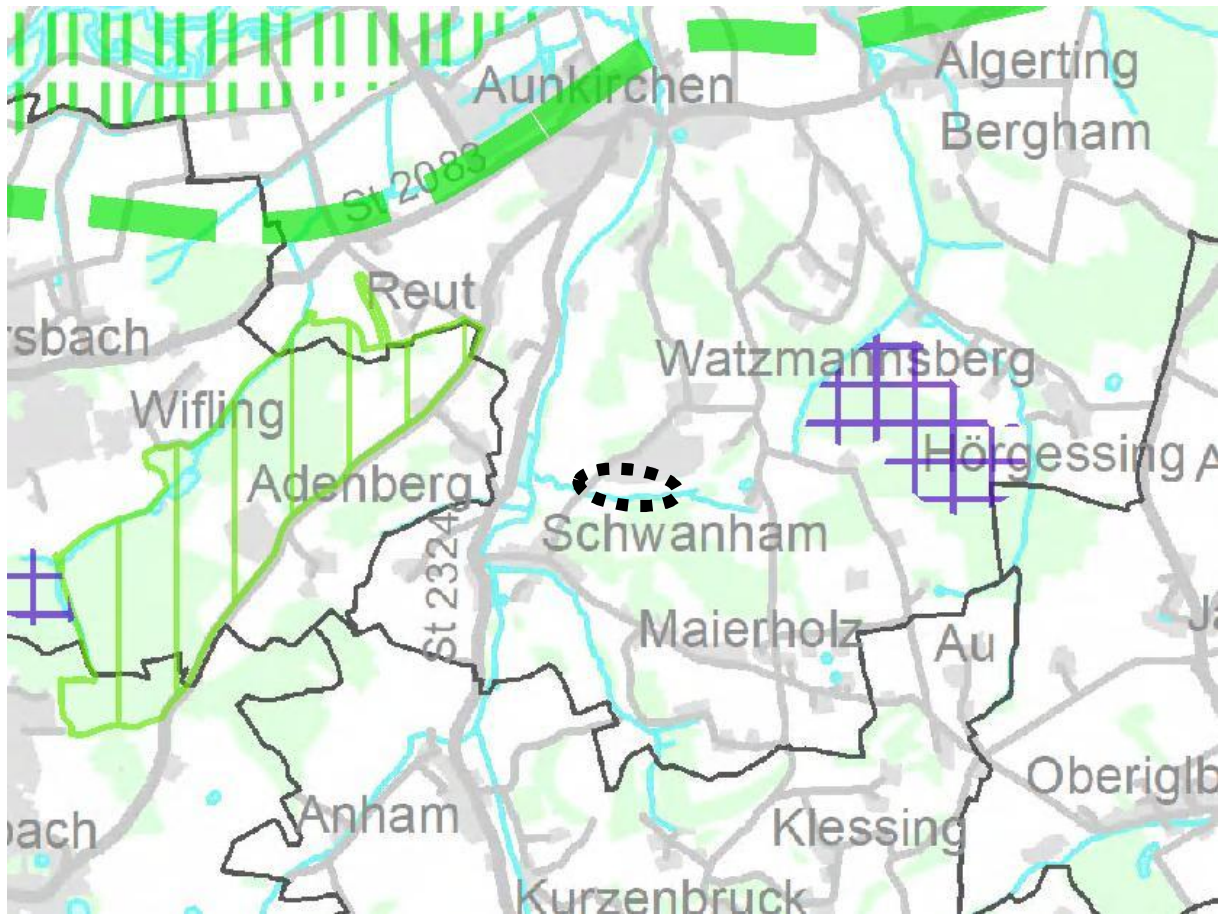 Algerting
Aunkirchen
Bergham
St 2083
Reut
rsbach
Watzmannsberg
Wifling
Hörgessing
A
Adenberg
Schwanham
St 2324
Maierholz
Au
Ja
Oberiglb
Anham
Klessing
bach
Kurzenbruck